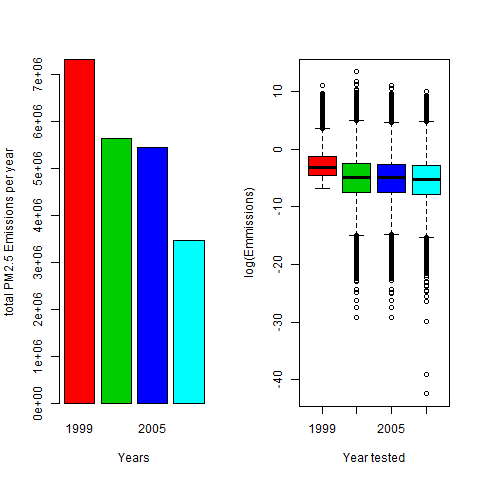 total PM2.5 Emissions per year
7e+06
6e+06
5e+06
4e+06
3e+06
2e+06
1e+06
0e+00
1999 2005
Years
log(Emmissions)
10
0
-10
-20
-30
-40
1999 2005
Year tested